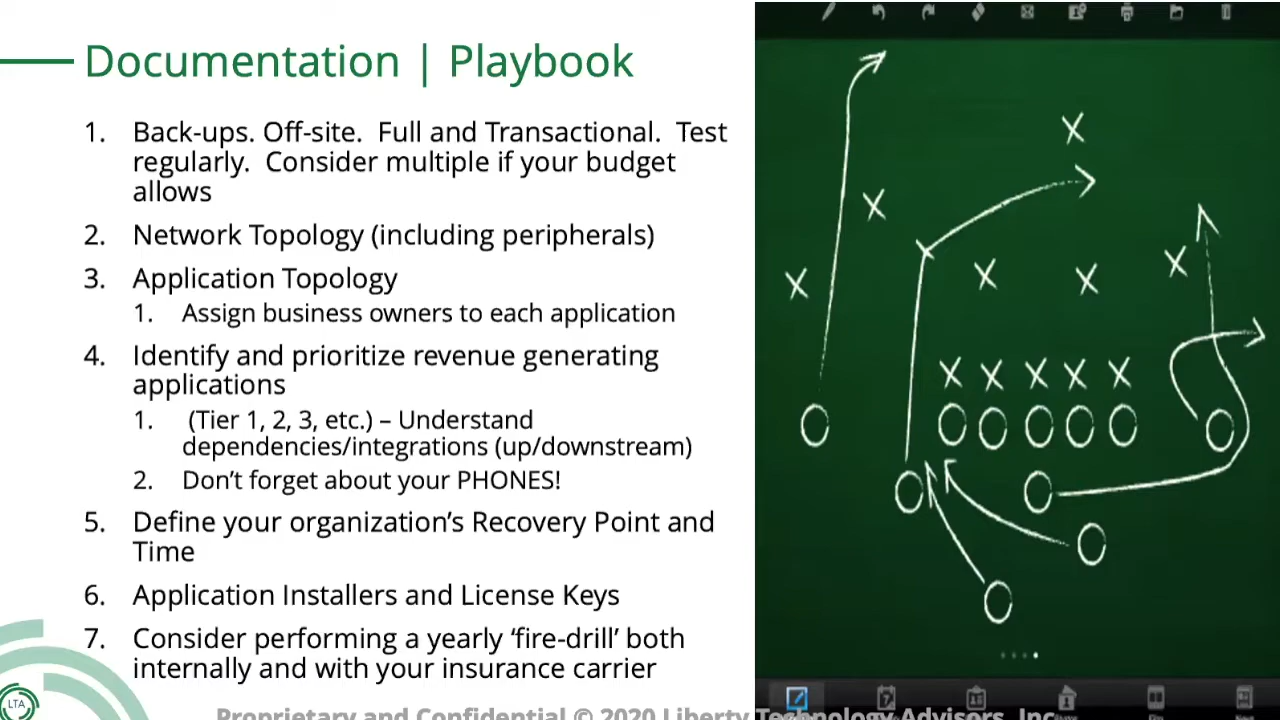 Documentation | Playbook
1. Back-ups. Off-site.  Full and Transactional.  Test
regularly.  Consider multiple if your budget
allows
2. Network Topology (including peripherals)
3. Application Topology
1. Assign business owners to each application
4. Identify and prioritize revenue generating
applications
1. (Tier 1, 2, 3, etc.) – Understand
dependencies/integrations (up/downstream)
2. Don’t forget about your PHONES!
5. Define your organization’s Recovery Point and
Time
6. Application Installers and License Keys
7. Consider performing a yearly ‘fire-drill’ both
internally and with your insurance carrier
LTA
Proprietary and Confidential © 2020 Liberty Technology Advisors, Inc